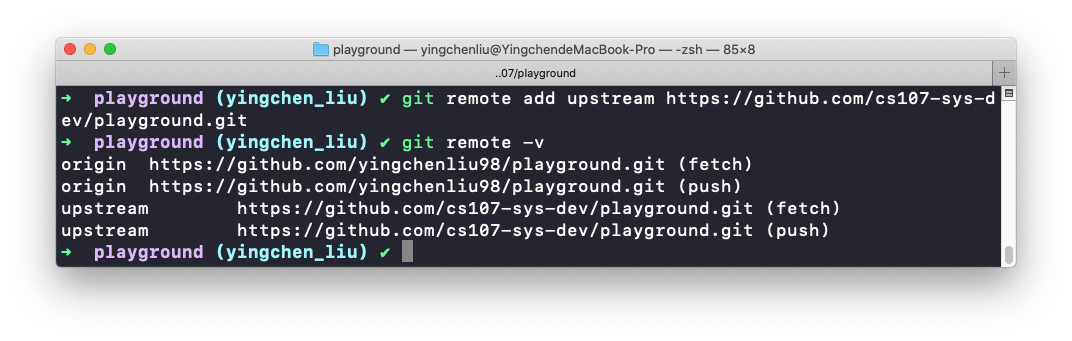 playground — yingchenliu@YingchendeMacBook-Pro — -zsh — 85×8
..07/playground
➜  playground (yingchen_liu) ✔ git remote add upstream https://github.com/cs107-sys-d
ev/playground.git
➜  playground (yingchen_liu) ✔ git remote -v
origin  https://github.com/yingchenliu98/playground.git (fetch)
origin  https://github.com/yingchenliu98/playground.git (push)
upstream        https://github.com/cs107-sys-dev/playground.git (fetch)
upstream        https://github.com/cs107-sys-dev/playground.git (push)
➜  playground (yingchen_liu) ✔